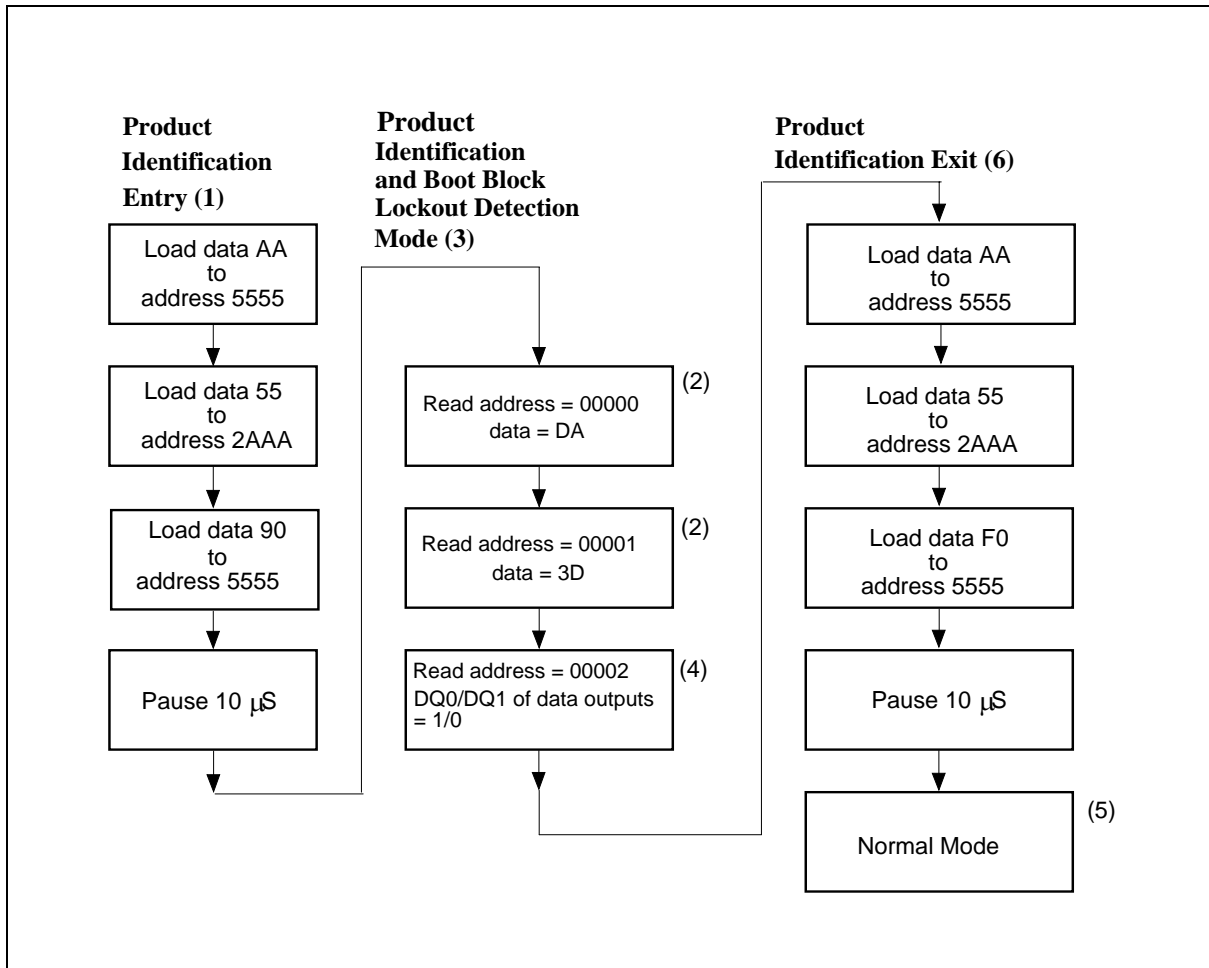 Product
Identification
Entry (1)
Load data AA
to
address 5555
Load data 55
to
address 2AAA
Load data 90
to
address 5555
Pause 10 μS
Product
Identification
and Boot Block
Lockout Detection
Mode (3)
Read address = 00000
data = DA
(2)
Read address = 00001
data = 3D
(2)
Read address = 00002
DQ0/DQ1 of data outputs
= 1/0
(4)
Product
Identification Exit (6)
Load data AA
to
address 5555
Load data 55
to
address 2AAA
Load data F0
to
address 5555
Pause 10 μS
Normal Mode
(5)